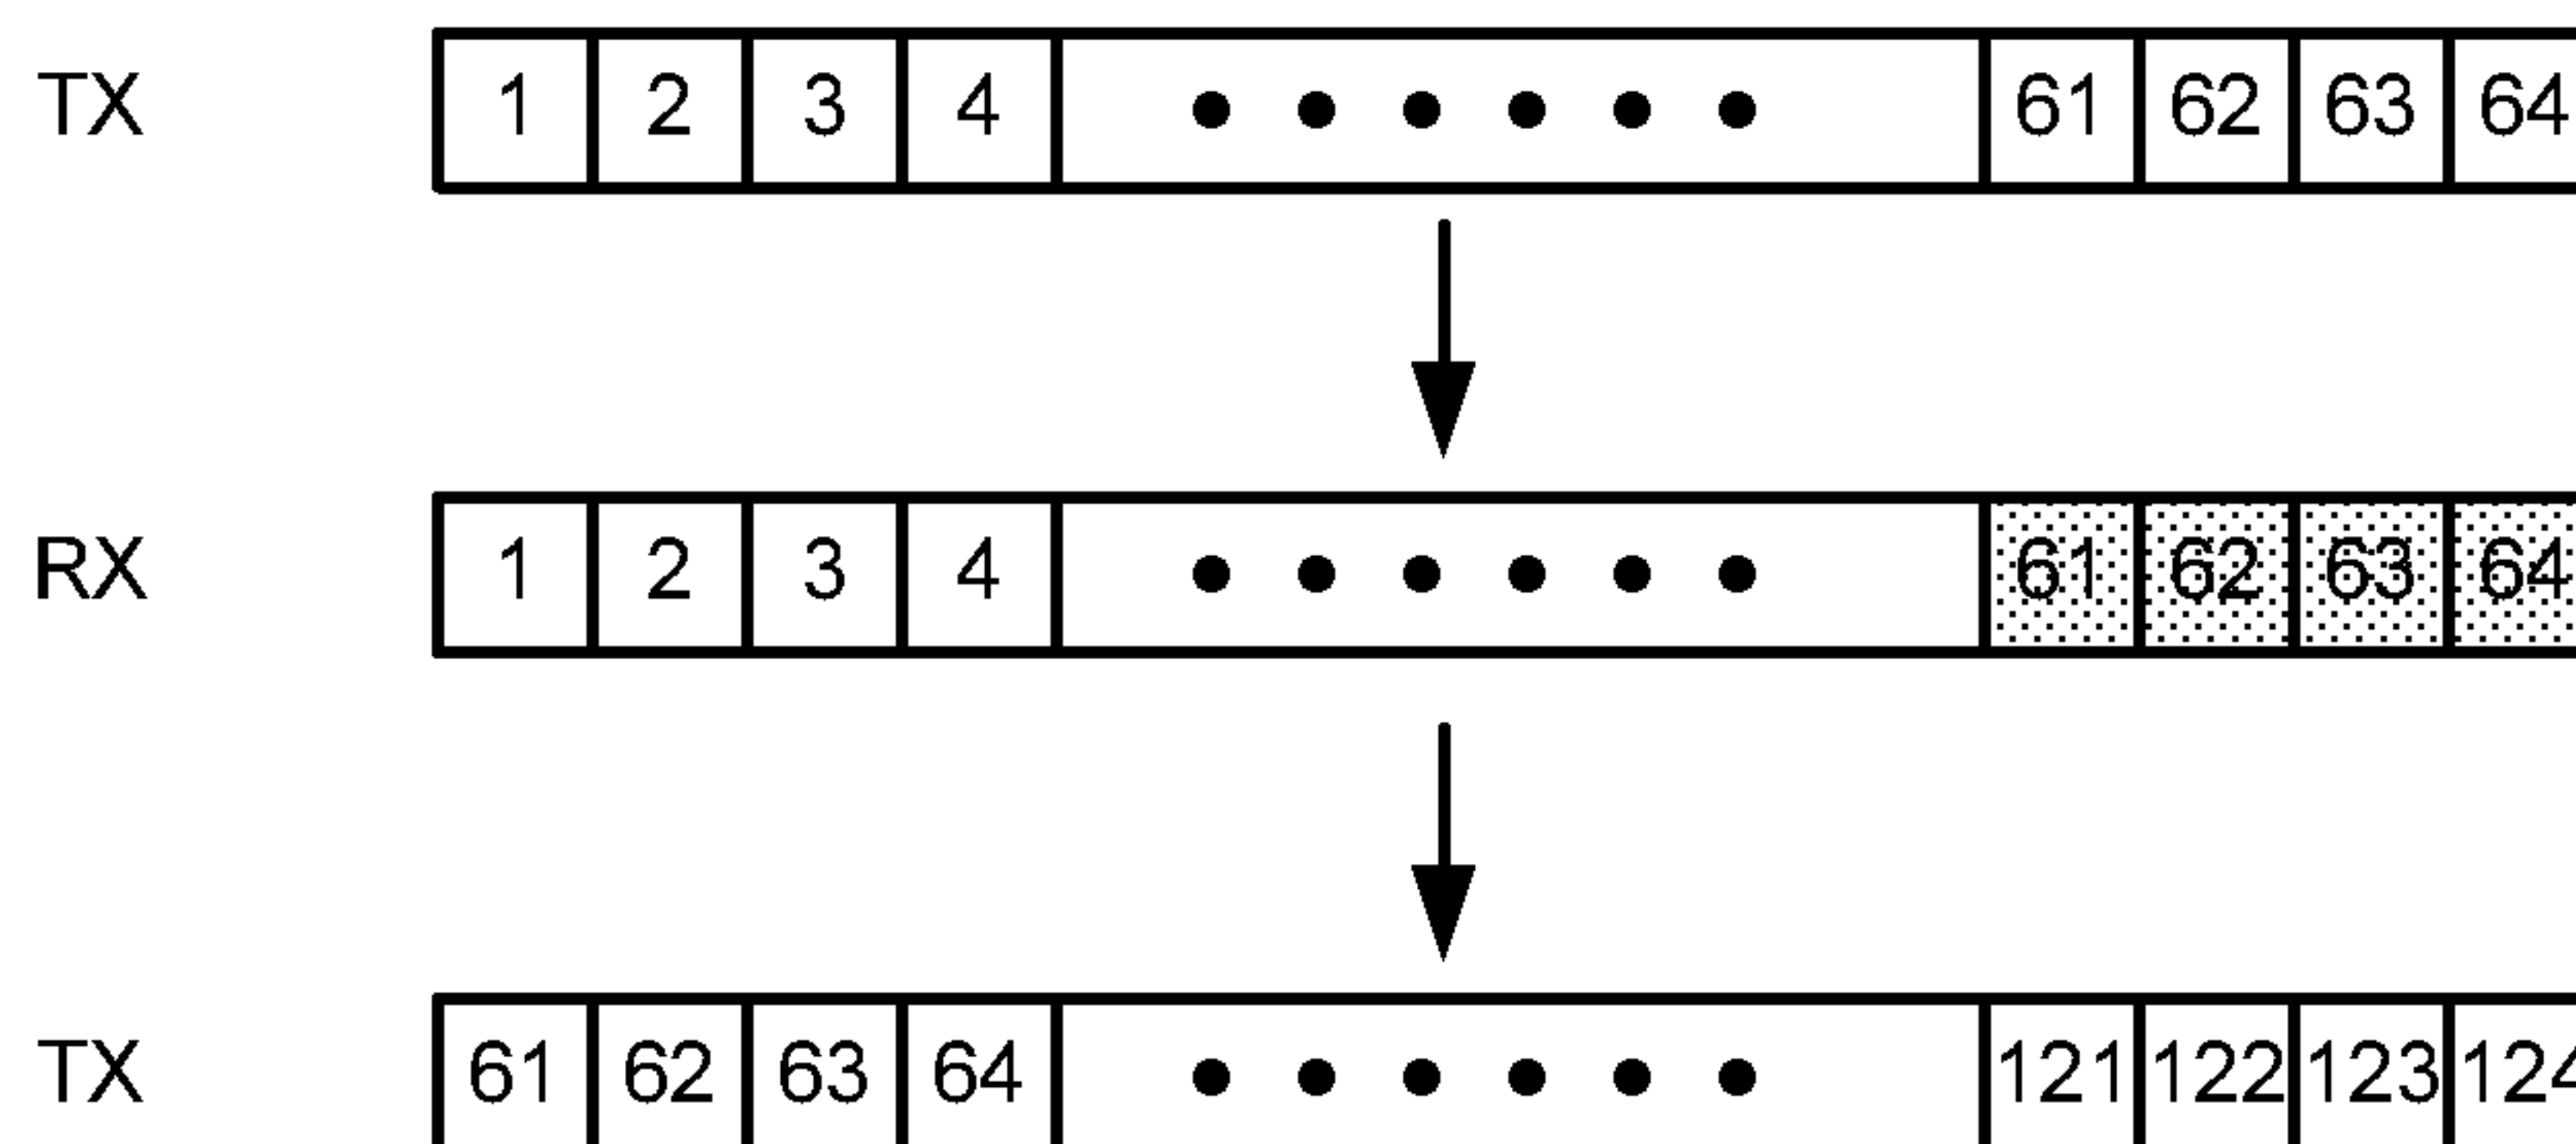 TX 1 2 3 4 • • • • • • 61 62 63 64
RX 1 2 3 4 • • • • • • 61 62 63 64
TX 61 62 63 64 • • • • • • 121 122 123 124